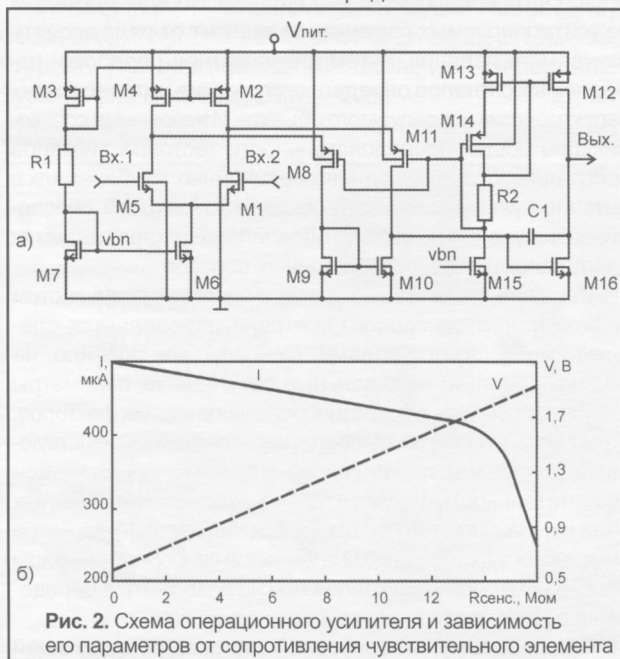 Vпит.
M3
M4
M2
M13
M12
M14
M11
R1
Вх.1
Вх.2
M8
Вых.
M5
M1
R2
C1
а)
vbn
vbn
M7
M6
M9
M10
M15
M16
I,
мкА
I
V
V, В
400
1,7
300
1,3
0,9
б)
200
0,5
0 2 4 6 8 10 12
Rсенс., Мом
Рис. 2. Схема операционного усилителя и зависимость
его параметров от сопротивления чувствительного элемента